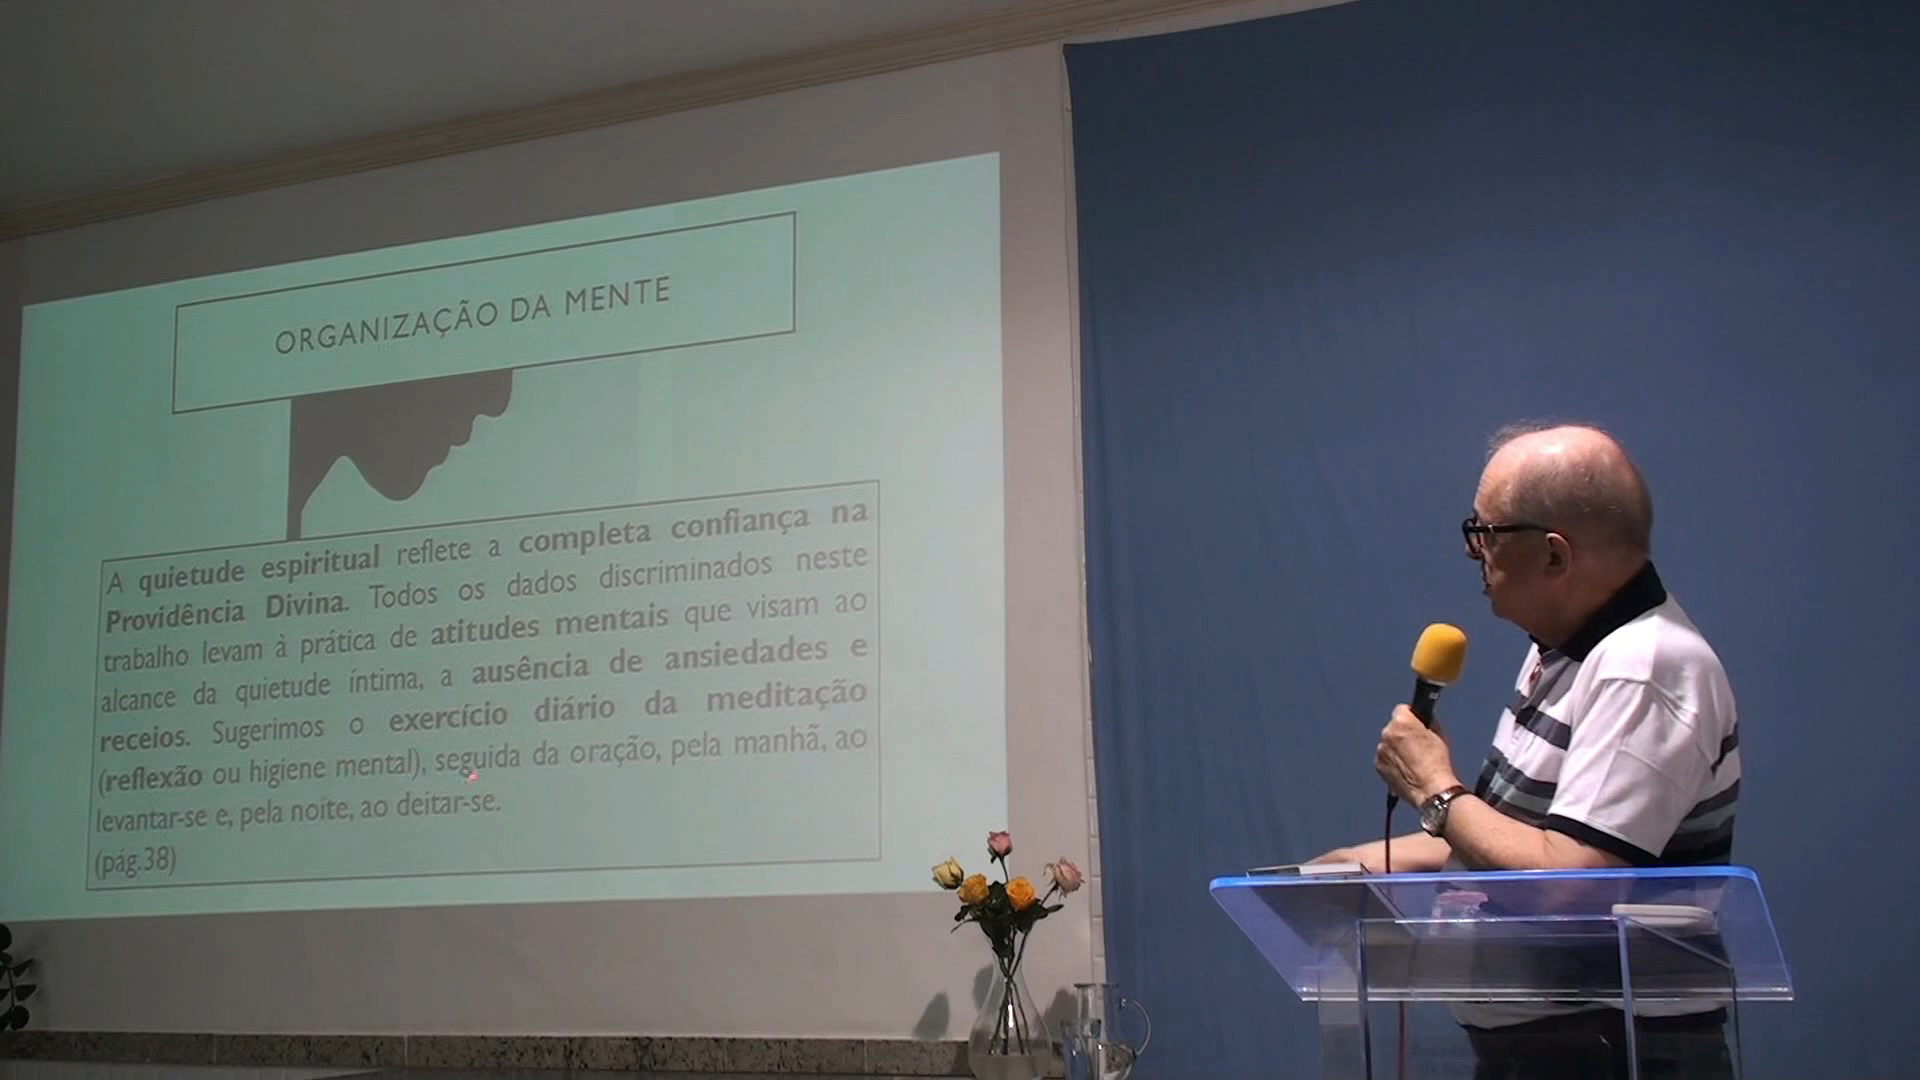 ORGANIZAÇÃO DA MENTE
A quietude espiritual reflete a completa confiança na
Providência Divina. Todos os dados discriminados neste
trabalho levam à prática de atitudes mentais que visam ao
alcance da quietude íntima, a ausência de ansiedades e
receios. Sugerimos o exercício diário da meditação
(reflexão ou higiene mental), seguida da oração, pela manhã, ao
levantar-se e, pela noite, ao deitar-se.
(pág.38)